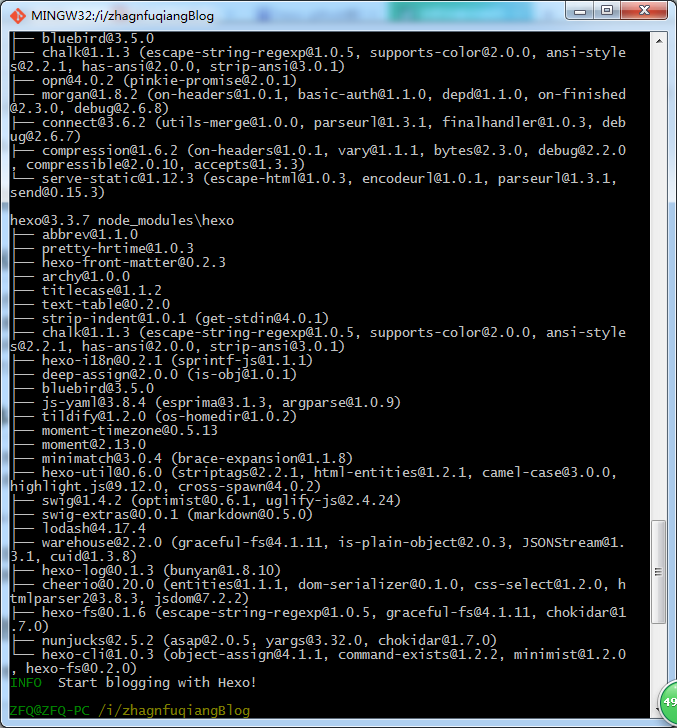 MINGW32:/i/zhagnfuqiangBlog
├── bluebird@3.5.0
├── chalk@1.1.3 (escape-string-regexp@1.0.5, supports-color@2.0.0, ansi-style
s@2.2.1, has-ansi@2.0.0, strip-ansi@3.0.1)
├── opn@4.0.2 (pinkie-promise@2.0.1)
├── morgan@1.8.2 (on-headers@1.0.1, basic-auth@1.1.0, depd@1.1.0, on-finished
@2.3.0, debug@2.6.8)
├── connect@3.6.2 (utils-merge@1.0.0, parseurl@1.3.1, finalhandler@1.0.3, deb
ug@2.6.7)
├── compression@1.6.2 (on-headers@1.0.1, vary@1.1.1, bytes@2.3.0, debug@2.2.0
, compressible@2.0.10, accepts@1.3.3)
└── serve-static@1.12.3 (escape-html@1.0.3, encodeurl@1.0.1, parseurl@1.3.1,
send@0.15.3)
hexo@3.3.7 node_modules\hexo
├── abbrev@1.1.0
├── pretty-hrtime@1.0.3
├── hexo-front-matter@0.2.3
├── archy@1.0.0
├── titlecase@1.1.2
├── text-table@0.2.0
├── strip-indent@1.0.1 (get-stdin@4.0.1)
├── chalk@1.1.3 (escape-string-regexp@1.0.5, supports-color@2.0.0, ansi-style
s@2.2.1, has-ansi@2.0.0, strip-ansi@3.0.1)
├── hexo-i18n@0.2.1 (sprintf-js@1.1.1)
├── deep-assign@2.0.0 (is-obj@1.0.1)
├── bluebird@3.5.0
├── js-yaml@3.8.4 (esprima@3.1.3, argparse@1.0.9)
├── tildify@1.2.0 (os-homedir@1.0.2)
├── moment-timezone@0.5.13
├── moment@2.13.0
├── minimatch@3.0.4 (brace-expansion@1.1.8)
├── hexo-util@0.6.0 (striptags@2.2.1, html-entities@1.2.1, camel-case@3.0.0,
highlight.js@9.12.0, cross-spawn@4.0.2)
├── swig@1.4.2 (optimist@0.6.1, uglify-js@2.4.24)
├── swig-extras@0.0.1 (markdown@0.5.0)
├── lodash@4.17.4
├── warehouse@2.2.0 (graceful-fs@4.1.11, is-plain-object@2.0.3, JSONStream@1.
3.1, cuid@1.3.8)
├── hexo-log@0.1.3 (bunyan@1.8.10)
├── cheerio@0.20.0 (entities@1.1.1, dom-serializer@0.1.0, css-select@1.2.0, h
tmlparser2@3.8.3, jsdom@7.2.2)
├── hexo-fs@0.1.6 (escape-string-regexp@1.0.5, graceful-fs@4.1.11, chokidar@1
.7.0)
├── nunjucks@2.5.2 (asap@2.0.5, yargs@3.32.0, chokidar@1.7.0)
└── hexo-cli@1.0.3 (object-assign@4.1.1, command-exists@1.2.2, minimist@1.2.0
, hexo-fs@0.2.0)
INFO  Start blogging with Hexo!
ZFQ@ZFQ-PC /i/zhagnfuqiangBlog
49